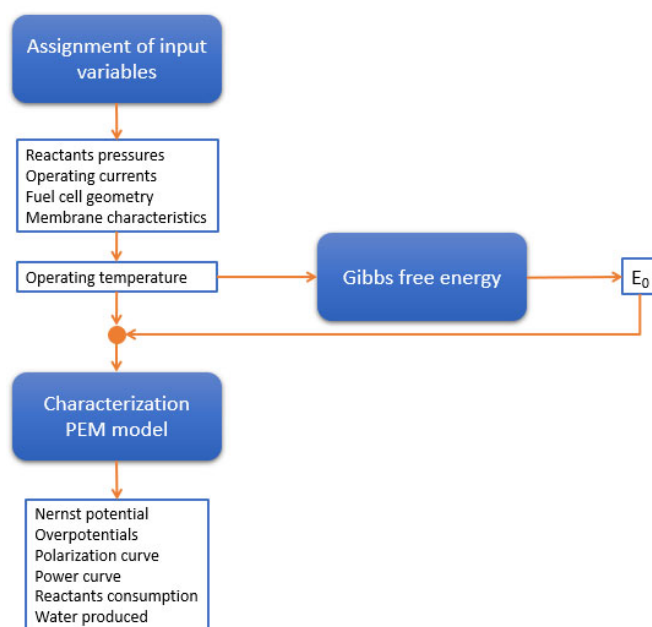 Assignment of input
variables
Reactants pressures
Operating currents
Fuel cell geometry
Membrane characteristics
Operating temperature
Gibbs free energy
E₀
Characterization
PEM model
Nernst potential
Overpotentials
Polarization curve
Power curve
Reactants consumption
Water produced